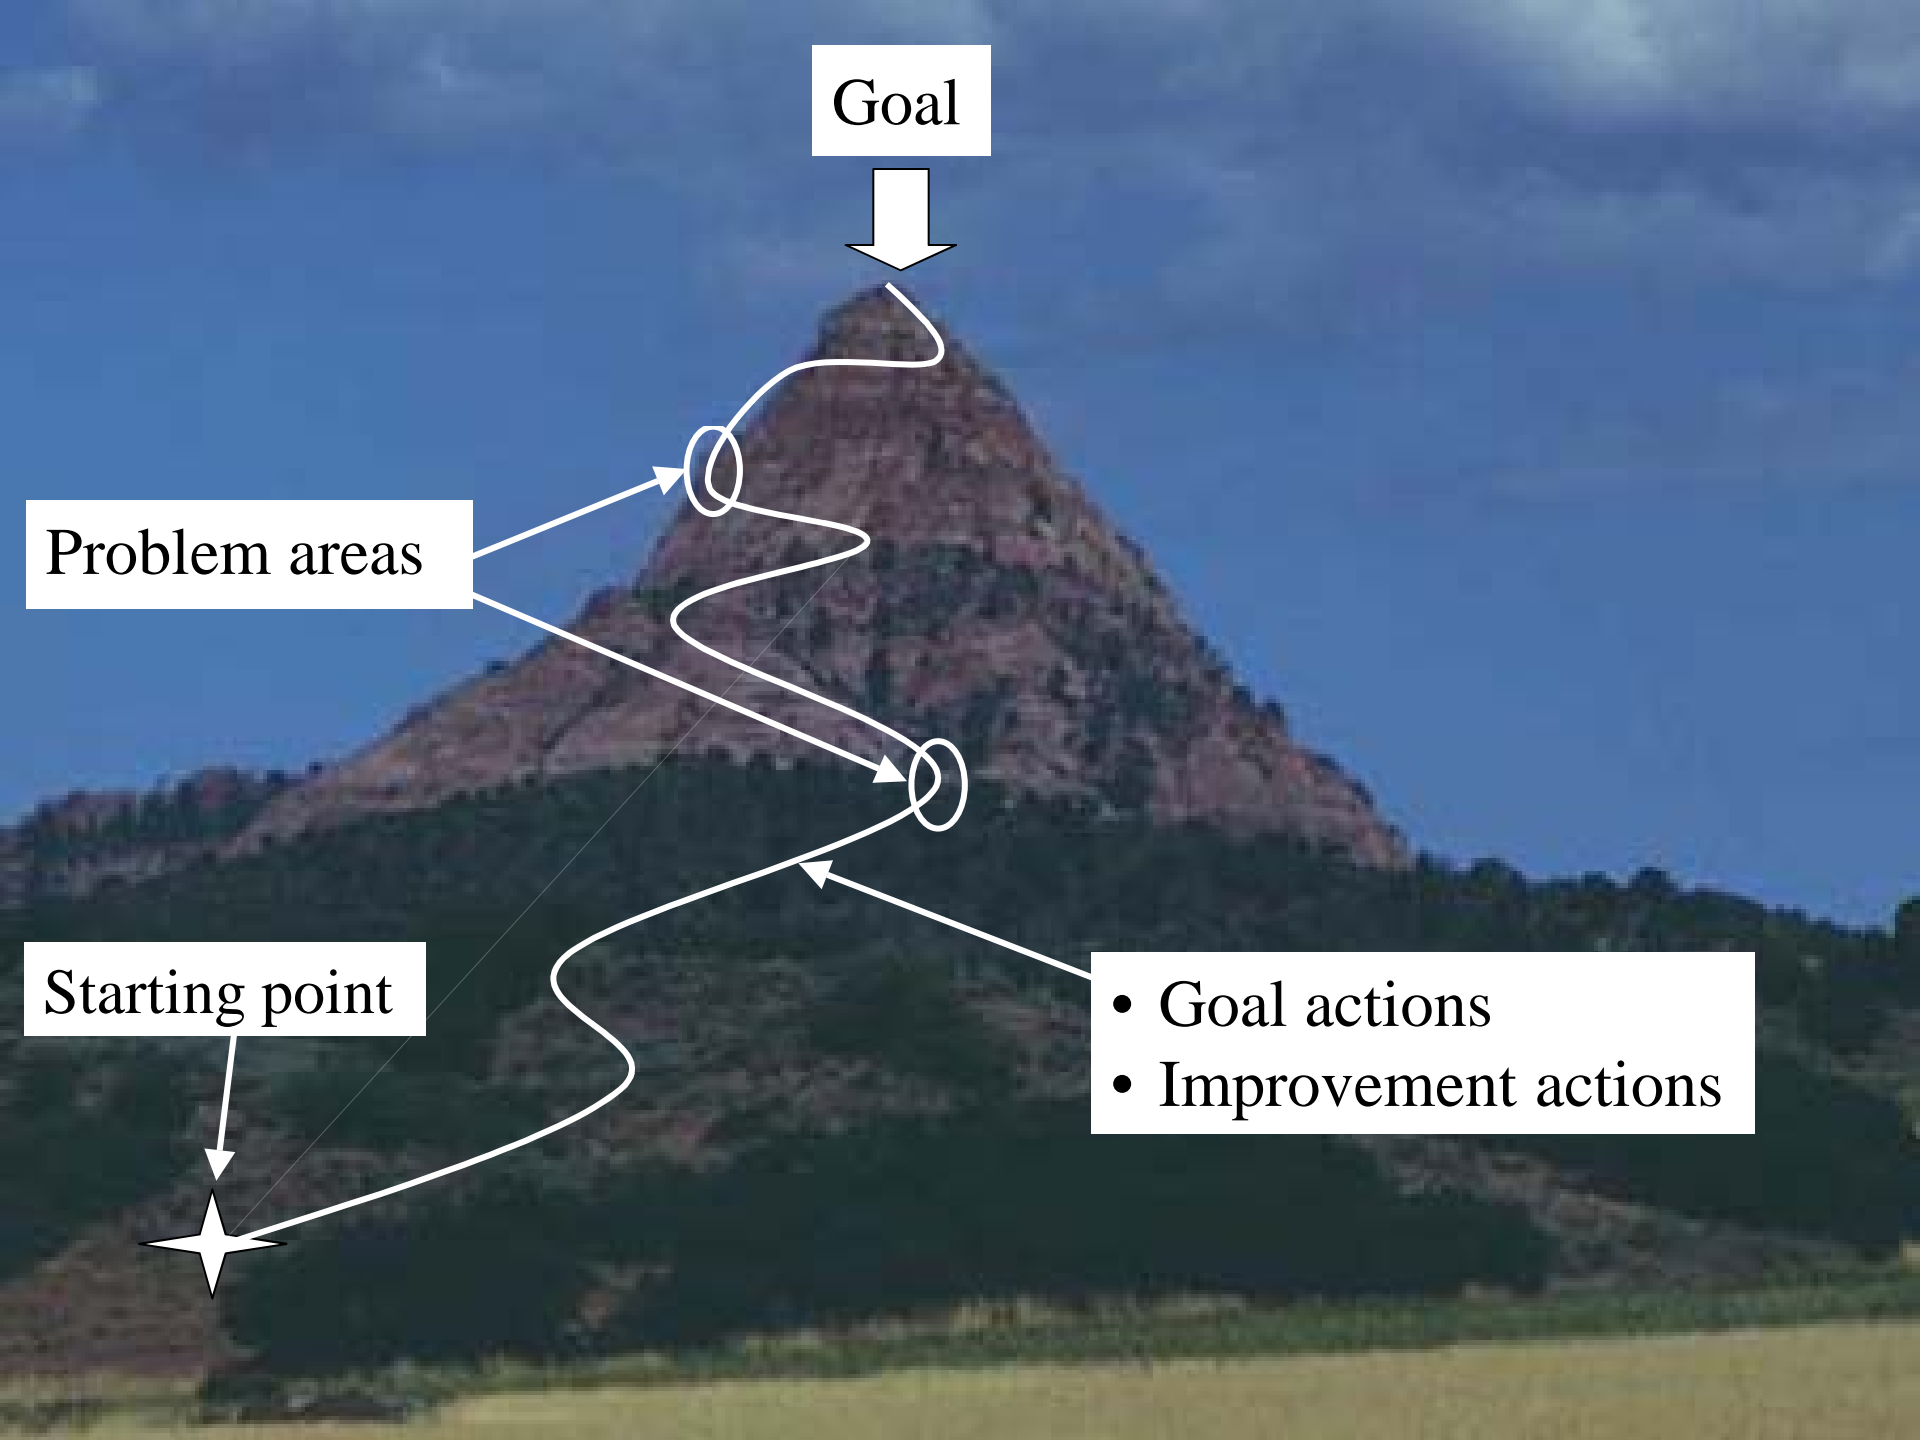 Goal
Problem areas
Starting point
• Goal actions
• Improvement actions